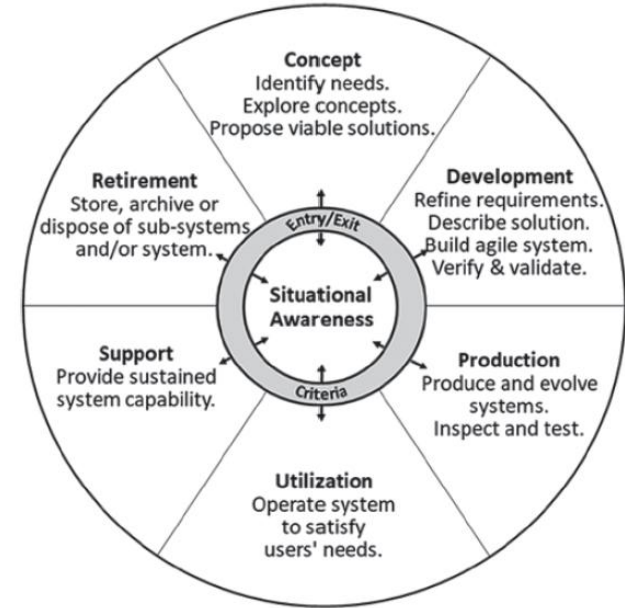 Concept
Identify needs.
Explore concepts.
Propose viable solutions.
Development
Refine requirements.
Describe solution.
Build agile system.
Verify & validate.
Production
Produce and evolve
systems.
Inspect and test.
Utilization
Operate system
to satisfy
users' needs.
Support
Provide sustained
system capability.
Retirement
Store, archive or
dispose of sub-systems
and/or system.
Entry/Exit
Situational
Awareness
Criteria